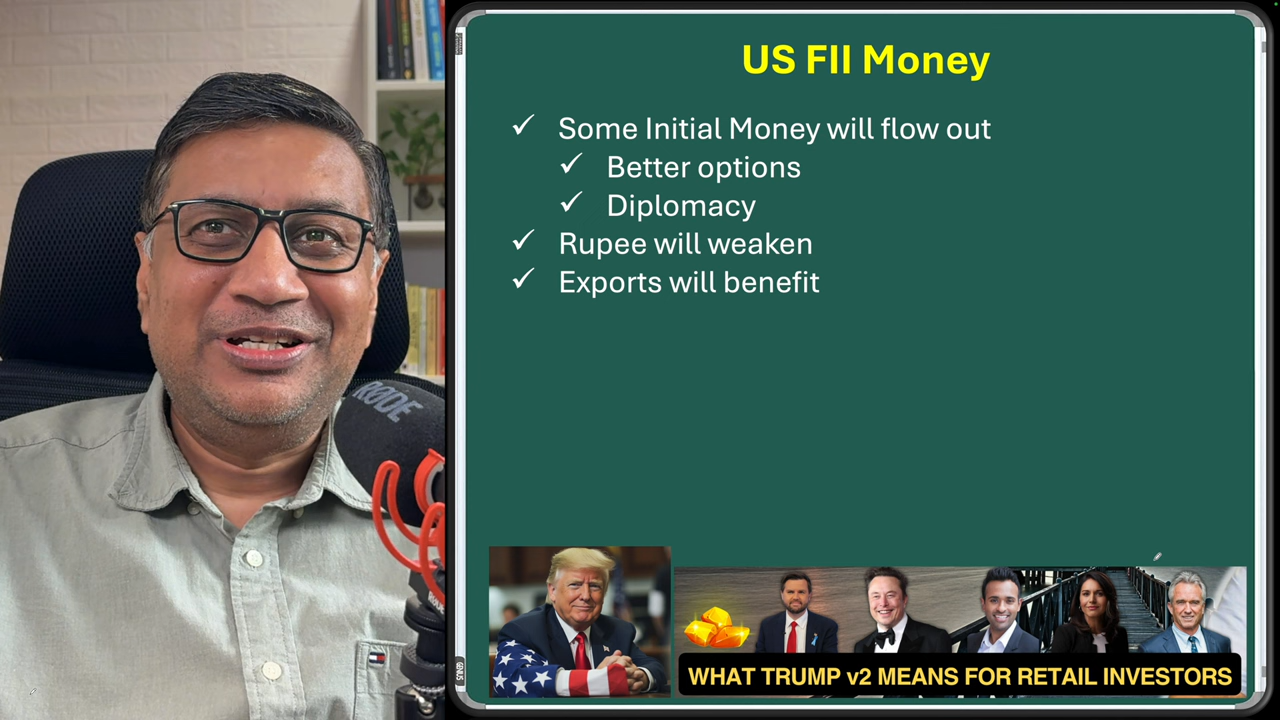 US FII Money
✓ Some Initial Money will flow out
✓ Better options
✓ Diplomacy
✓ Rupee will weaken
✓ Exports will benefit
RØDE
GENIUS
WHAT TRUMP v2 MEANS FOR RETAIL INVESTORS